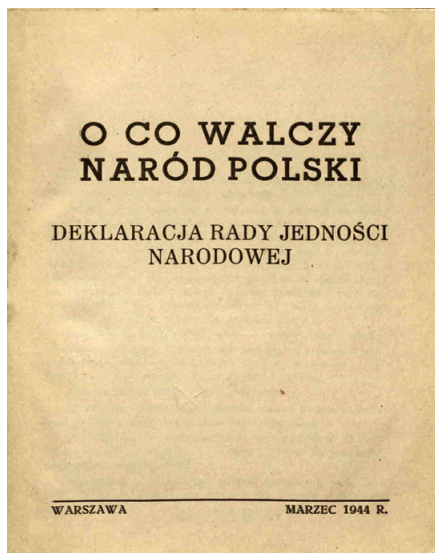 O CO WALCZY
NARÓD POLSKI
DEKLARACJA RADY JEDNOŚCI
NARODOWEJ
WARSZAWA MARZEC 1944 R.